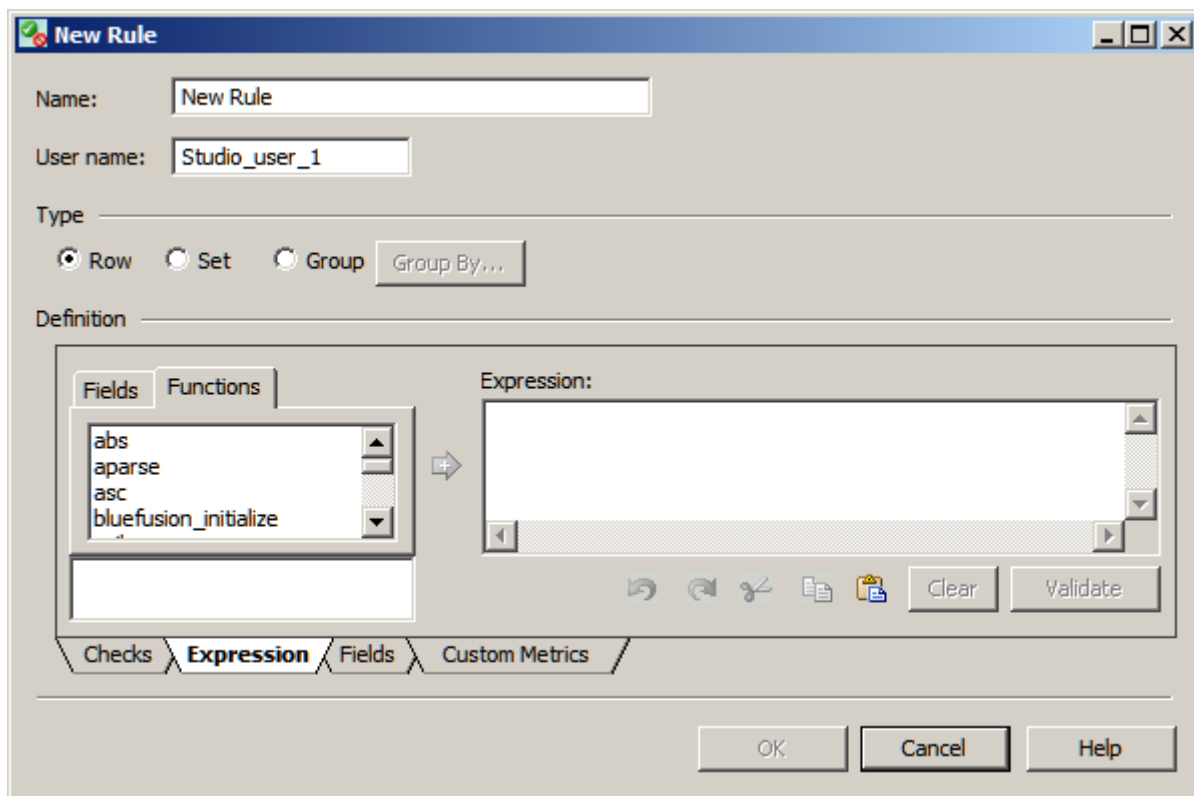 New Rule
Name: New Rule
User name: Studio_user_1
Type
Row Set Group Group By...
Definition
Fields Functions
abs
aparse
asc
bluefusion_initialize
Expression:
Clear Validate
Checks Expression Fields Custom Metrics
OK Cancel Help